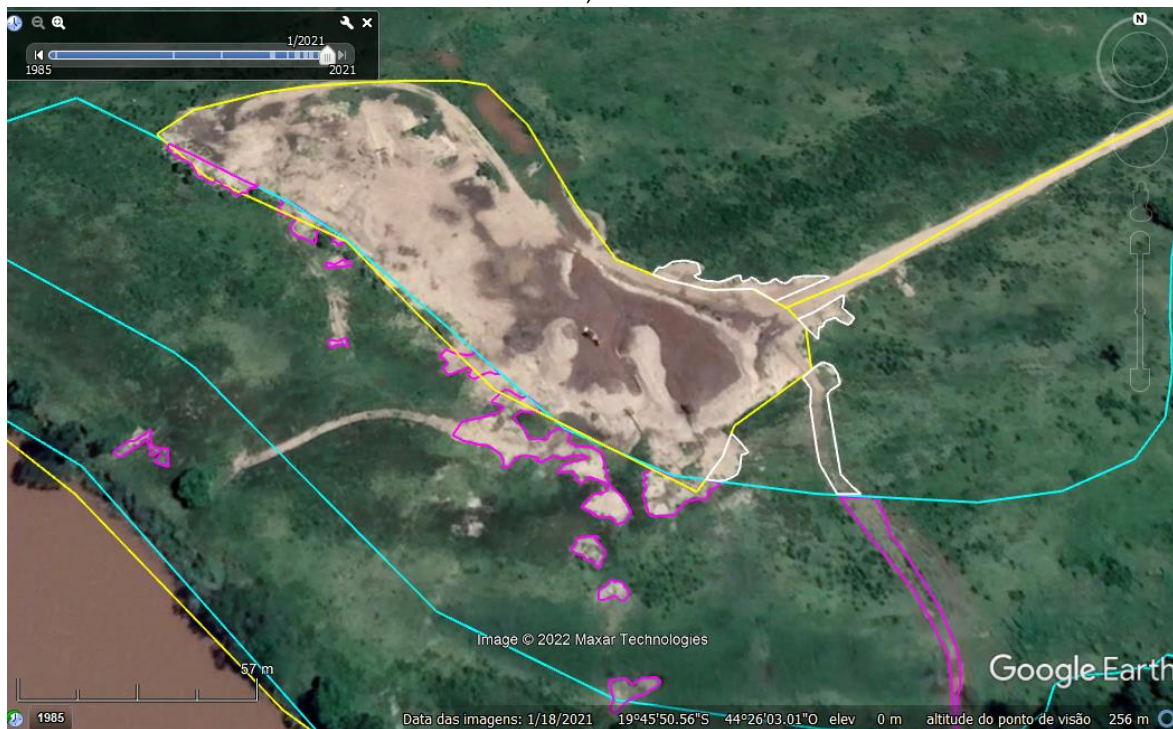 1/2021
1985
2021
N
57 m
Image © 2022 Maxar Technologies
Google Earth
1985
Data das imagens: 1/18/2021 19°45'50.56"S 44°26'03.01"O elev 0 m altitude do ponto de visão 256 m